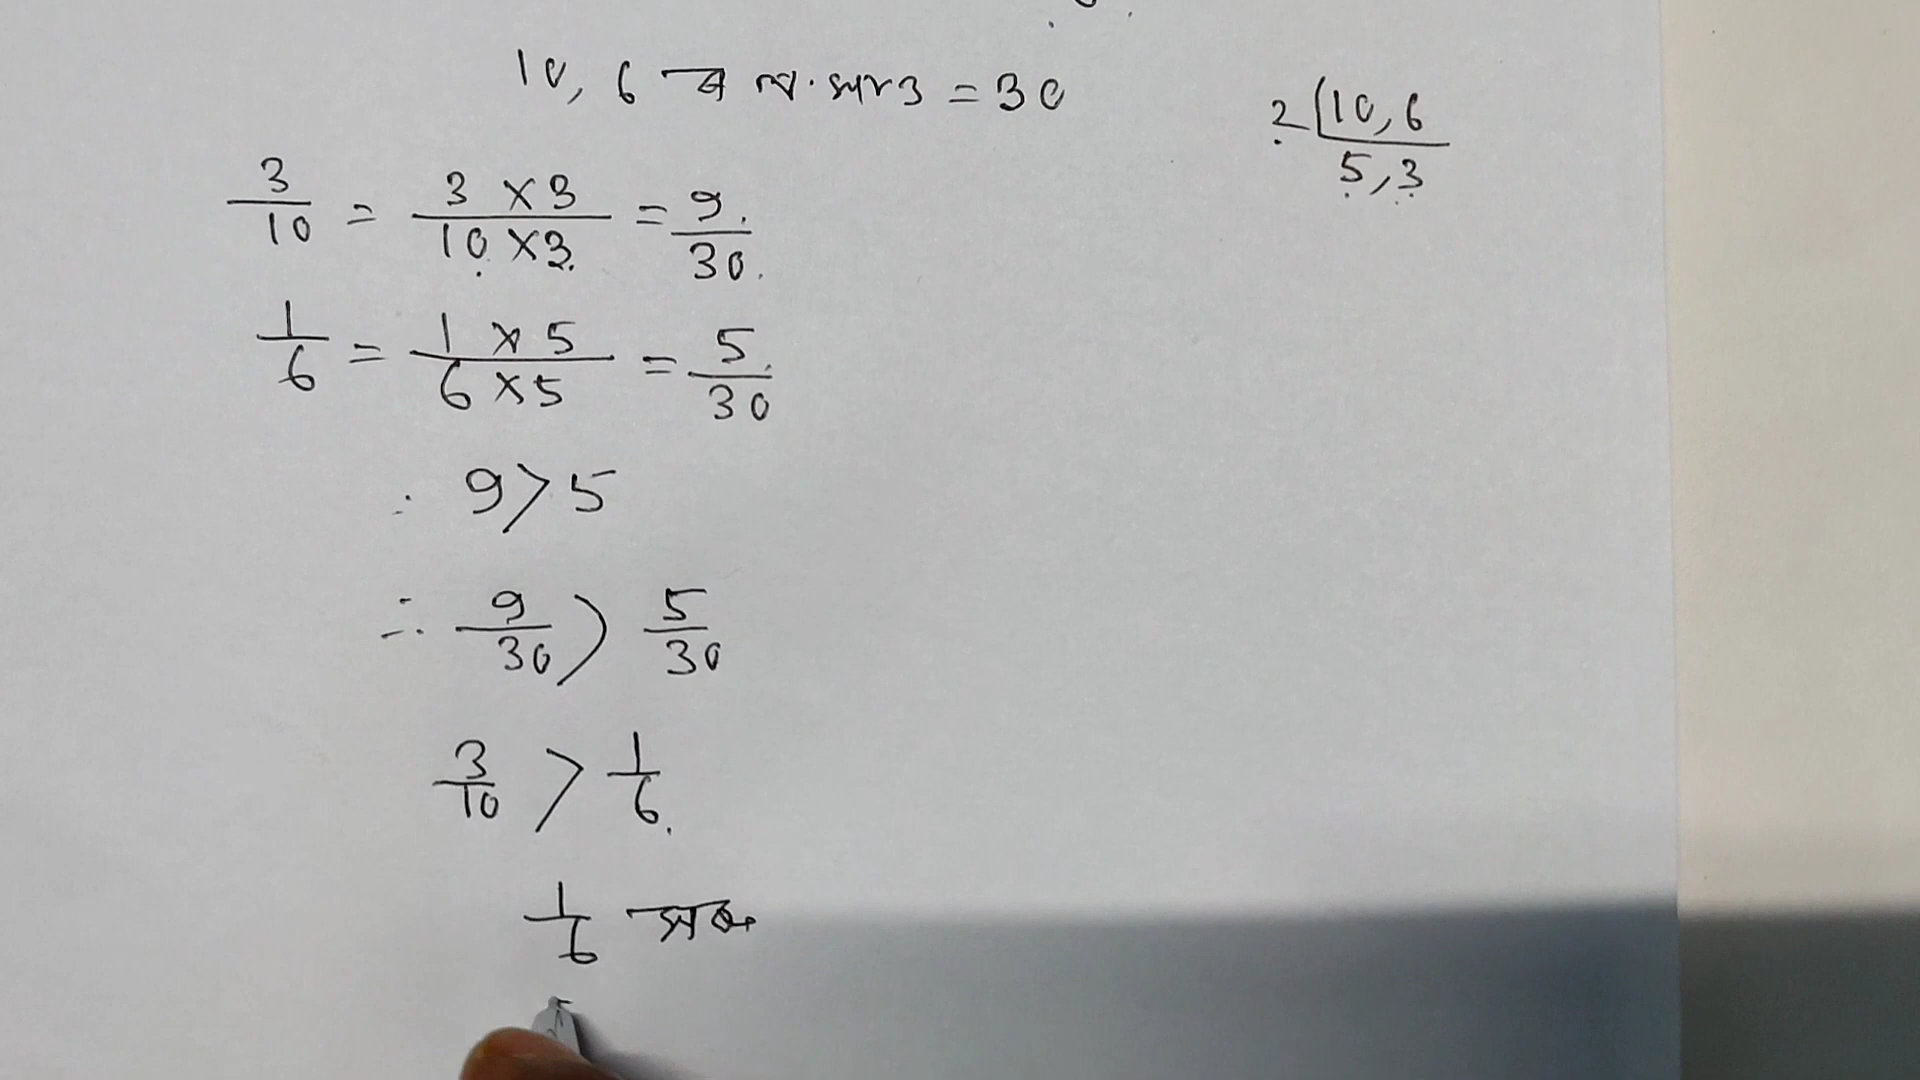 10, 6 র ল.সা.গু = 30
2 | 10, 6
5, 3
3/10 = 3 × 3 / 10 × 3 = 9/30
1/6 = 1 × 5 / 6 × 5 = 5/30
9 > 5
∴ 9/30 > 5/30
3/10 > 1/6
1/6